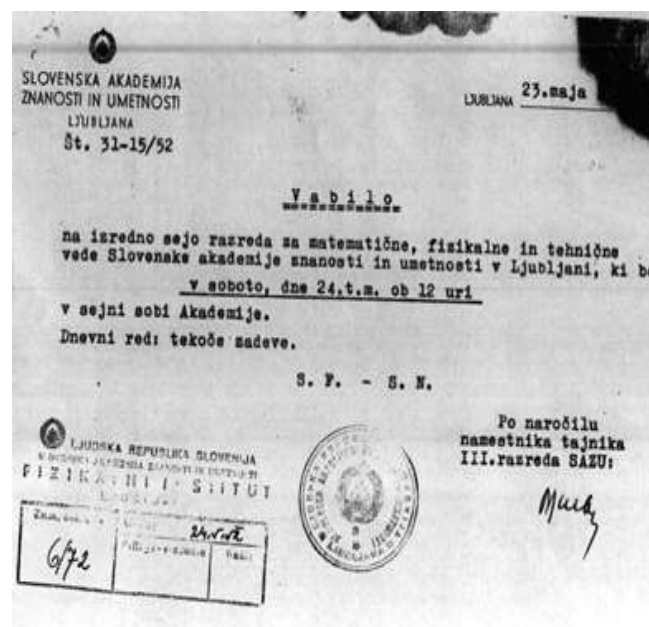 SLOVENSKA AKADEMIJA
ZNANOSTI IN UMETNOSTI
LJUBLJANA
Št. 31-15/52
LJUBLJANA 23.maja
Vabilo
na izredno sejo razreda za matematične, fizikalne in tehnične
vede Slovenske akademije znanosti in umetnosti v Ljubljani, ki b
v soboto, dne 24.t.m. ob 12 uri
v sejni sobi Akademije.
Dnevni red: tekoče zadeve.
S. F. - S. N.
Po naročilu
namestnika tajnika
III.razreda SAZU:
LJUDSKA REPUBLIKA SLOVENIJA
6/72